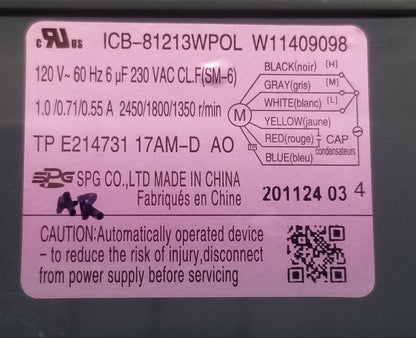 c RU US ICB-81213WPOL W11409098
120 V~ 60 Hz 6 µF 230 VAC CL.F(SM-6)
1.0 /0.71/0.55 A 2450/1800/1350 r/min
TP E214731 17AM-D AO
BLACK(noir) [H]
GRAY(gris) [M]
WHITE(blanc) [L]
YELLOW(jaune)
RED(rouge)
BLUE(bleu)
M
CAP
condensateurs
SPG SPG CO.,LTD MADE IN CHINA
Fabriqués en Chine
201124 03 4
AR
CAUTION:Automatically operated device
- to reduce the risk of injury,disconnect
from power supply before servicing